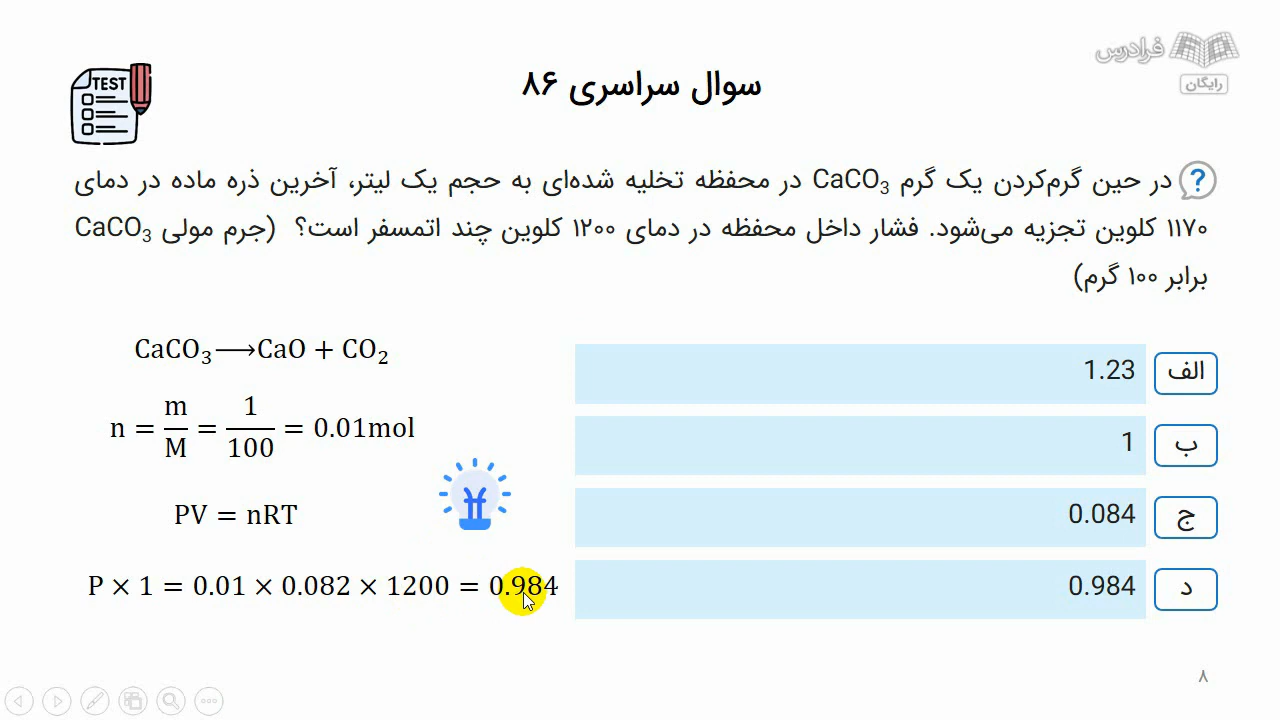 فرادرس
رایگان
TEST
سوال سراسری ۸۶
? در حین گرم‌کردن یک گرم CaCO₃ در محفظه تخلیه شده‌ای به حجم یک لیتر، آخرین ذره ماده در دمای
۱۱۷۰ کلوین تجزیه می‌شود. فشار داخل محفظه در دمای ۱۲۰۰ کلوین چند اتمسفر است؟ (جرم مولی CaCO₃
برابر ۱۰۰ گرم)
الف 1.23
ب 1
ج 0.084
د 0.984
CaCO₃⟶CaO + CO₂
n = m/M = 1/100 = 0.01mol
PV = nRT
P × 1 = 0.01 × 0.082 × 1200 = 0.984
۸